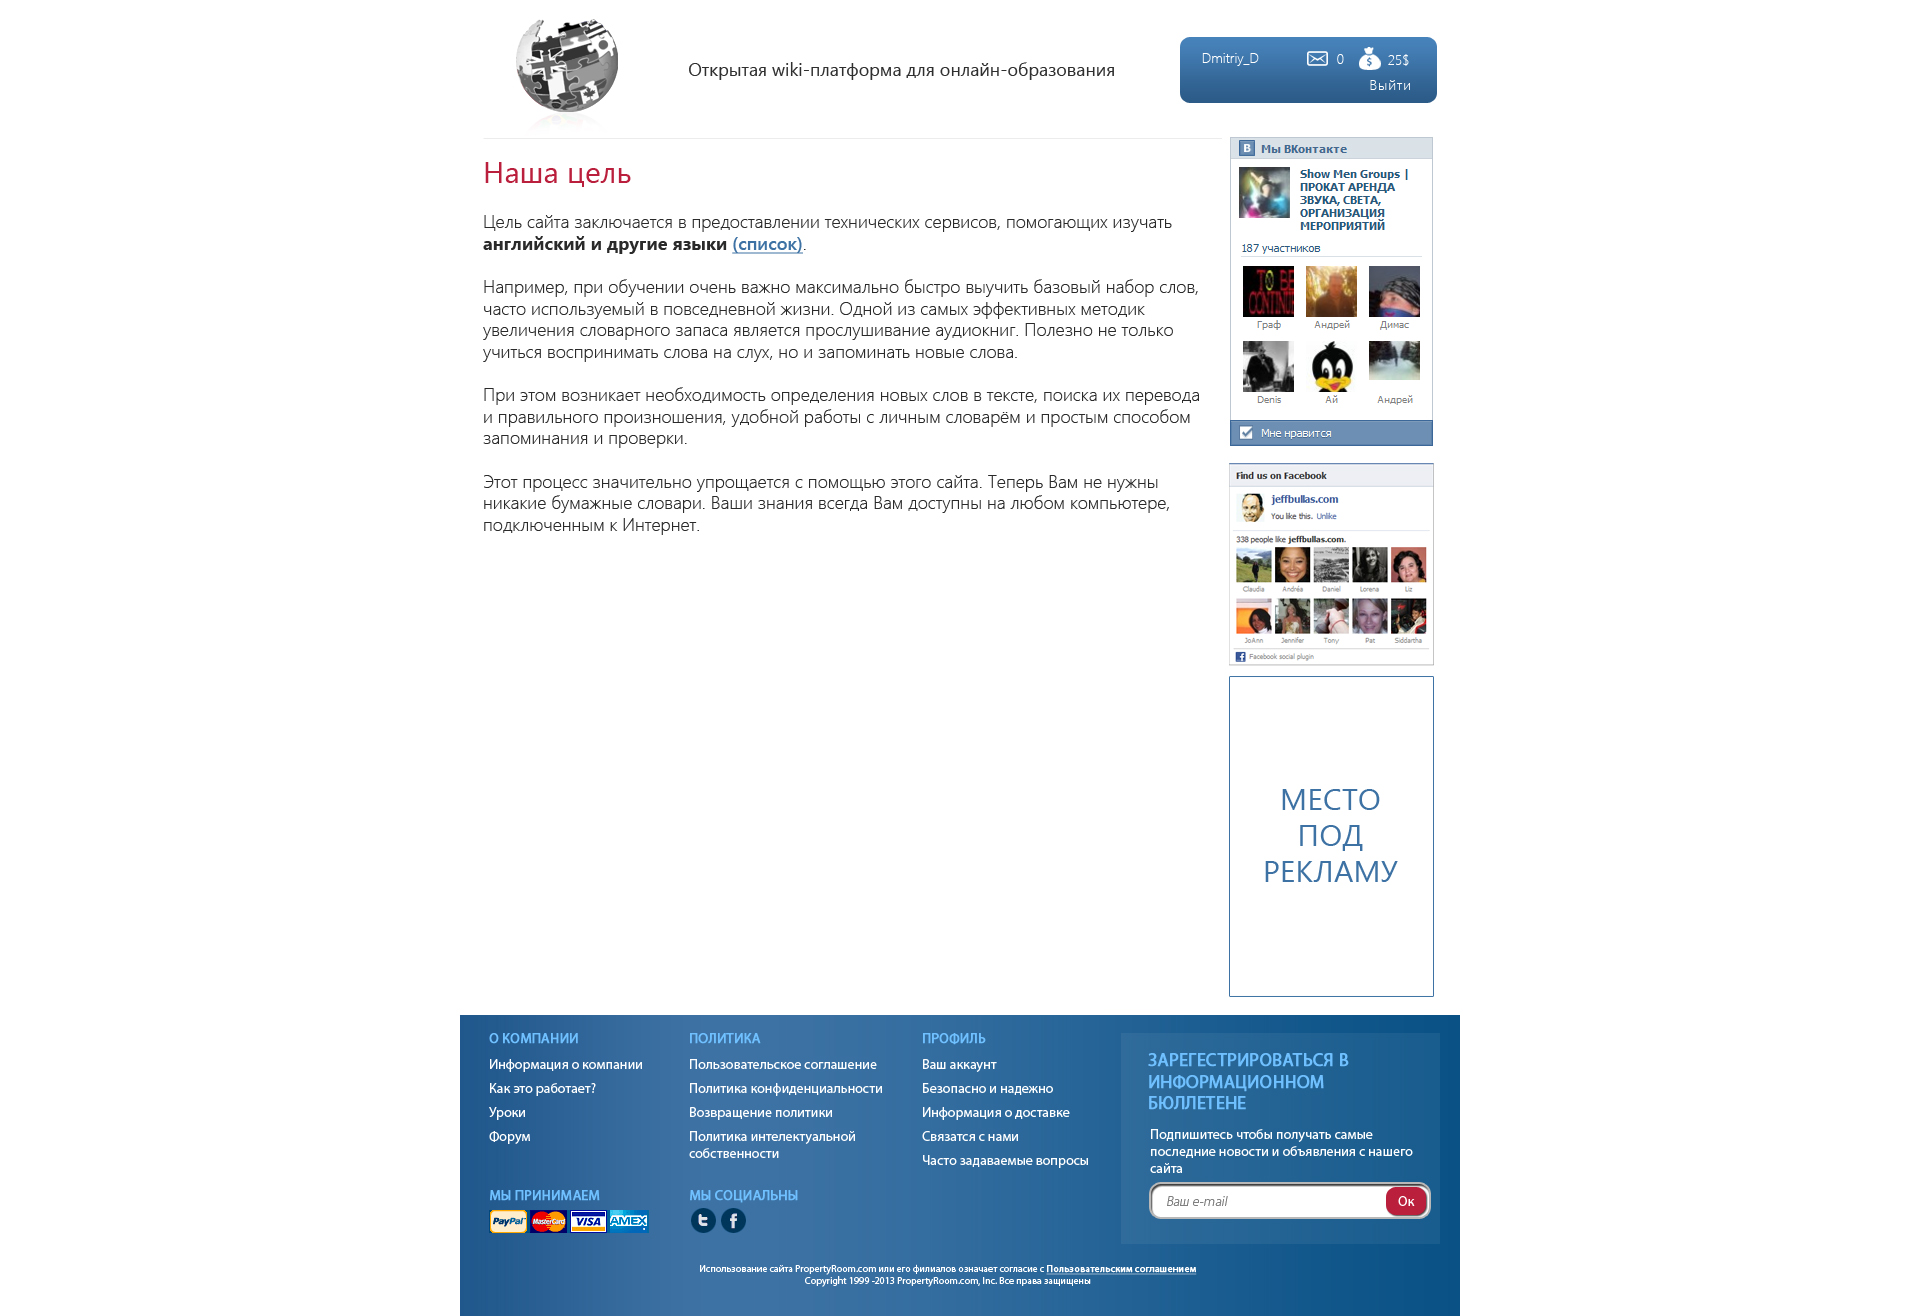 Открытая wiki-платформа для онлайн-образования
Dmitriy_D
0
25$
Выйти
Наша цель
Цель сайта заключается в предоставлении технических сервисов, помогающих изучать
английский и другие языки (список).
Например, при обучении очень важно максимально быстро выучить базовый набор слов,
часто используемый в повседневной жизни. Одной из самых эффективных методик
увеличения словарного запаса является прослушивание аудиокниг. Полезно не только
учиться воспринимать слова на слух, но и запоминать новые слова.
При этом возникает необходимость определения новых слов в тексте, поиска их перевода
и правильного произношения, удобной работы с личным словарём и простым способом
запоминания и проверки.
Этот процесс значительно упрощается с помощью этого сайта. Теперь Вам не нужны
никакие бумажные словари. Ваши знания всегда Вам доступны на любом компьютере,
подключенным к Интернет.
В Мы ВКонтакте
Show Men Groups |
ПРОКАТ АРЕНДА
ЗВУКА, СВЕТА,
ОРГАНИЗАЦИЯ
МЕРОПРИЯТИЙ
187 участников
TO BE
CONTINUE
Граф Андрей Димас
Denis Ай Андрей
Мне нравится
Find us on Facebook
jeffbullas.com
You like this. Unlike
338 people like jeffbullas.com.
Claudia Andréa Daniel Lorena Liz
JoAnn Jennifer Tony Pat Siddartha
Facebook social plugin
МЕСТО
ПОД
РЕКЛАМУ
О КОМПАНИИ
Информация о компании
Как это работает?
Уроки
Форум
ПОЛИТИКА
Пользовательское соглашение
Политика конфиденциальности
Возвращение политики
Политика интелектуальной
собственности
ПРОФИЛЬ
Ваш аккаунт
Безопасно и надежно
Информация о доставке
Связатся с нами
Часто задаваемые вопросы
ЗАРЕГЕСТРИРОВАТЬСЯ В
ИНФОРМАЦИОННОМ
БЮЛЛЕТЕНЕ
Подпишитесь чтобы получать самые
последние новости и объявления с нашего
сайта
Ваш e-mail
Ок
МЫ ПРИНИМАЕМ
PayPal MasterCard VISA AMEX
МЫ СОЦИАЛЬНЫ
Использование сайта PropertyRoom.com или его филиалов означает согласие с Пользовательским соглашением
Copyright 1999 -2013 PropertyRoom.com, Inc. Все права защищены